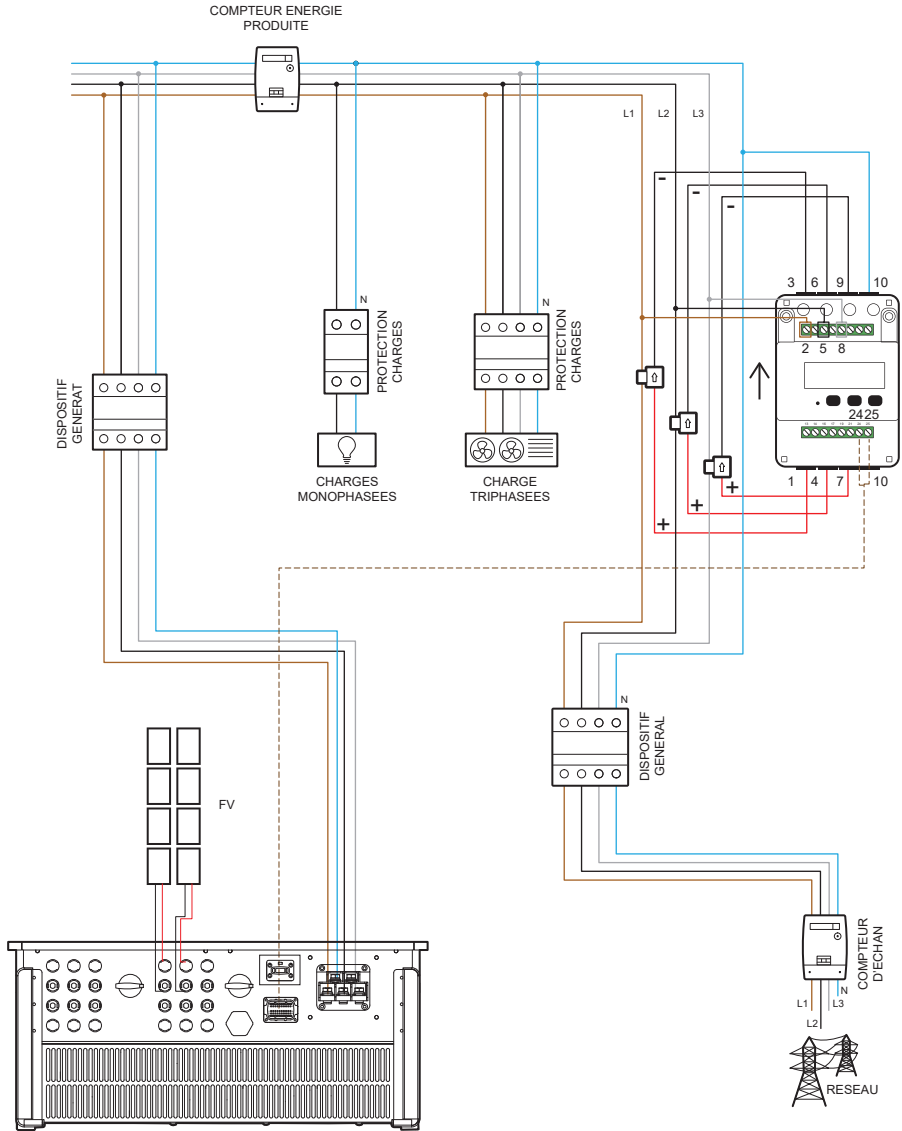 COMPTEUR ENERGIE
PRODUITE
L1
L2
L3
-
-
-
3
6
9
10
2
5
8
24
25
1
4
7
10
+
+
+
N
PROTECTION
CHARGES
N
PROTECTION
CHARGES
DISPOSITIF
GENERAT
CHARGES
MONOPHASEES
CHARGE
TRIPHASEES
N
DISPOSITIF
GENERAL
FV
COMPTEUR
D'ECHAN
L1
L2
L3
N
RESEAU